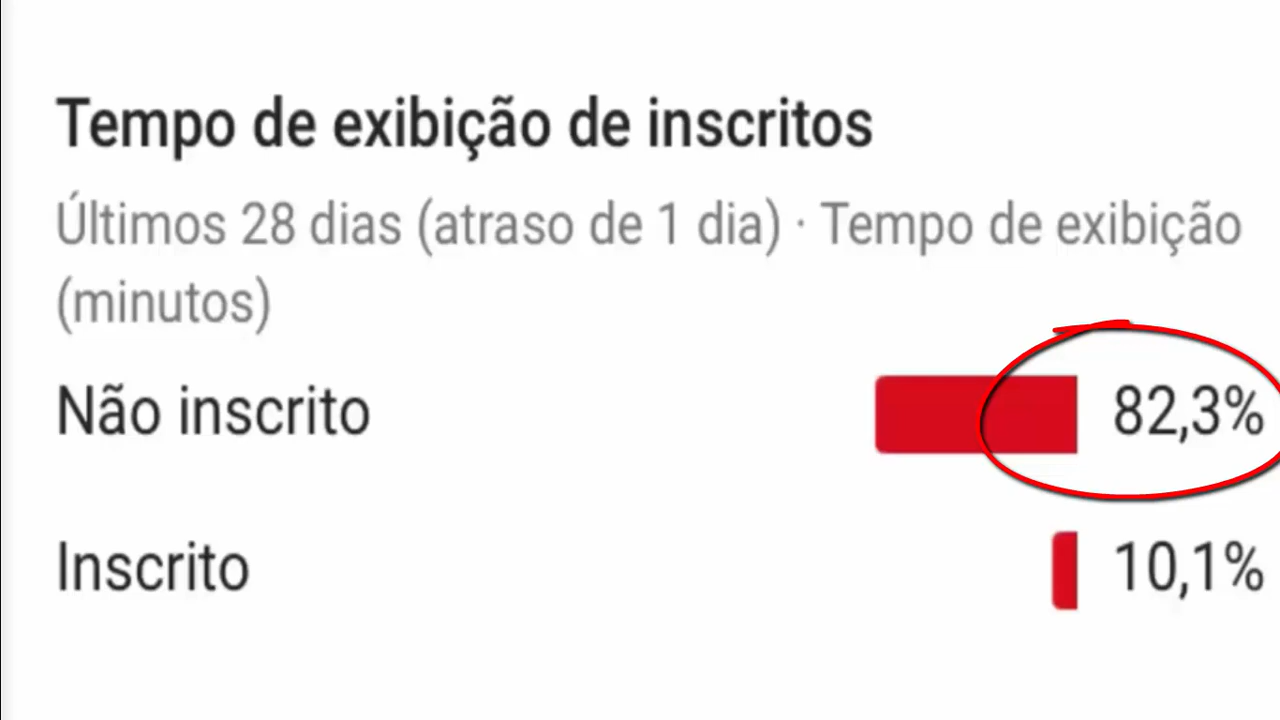 Tempo de exibição de inscritos
Últimos 28 dias (atraso de 1 dia) · Tempo de exibição
(minutos)
Não inscrito 82,3%
Inscrito 10,1%